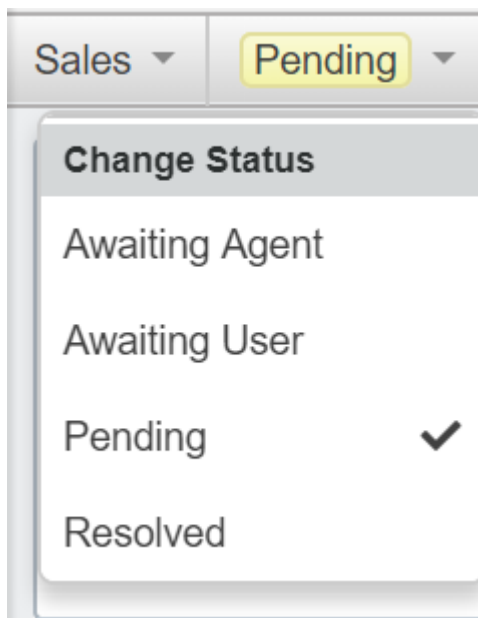 Sales Pending
Change Status
Awaiting Agent
Awaiting User
Pending
Resolved